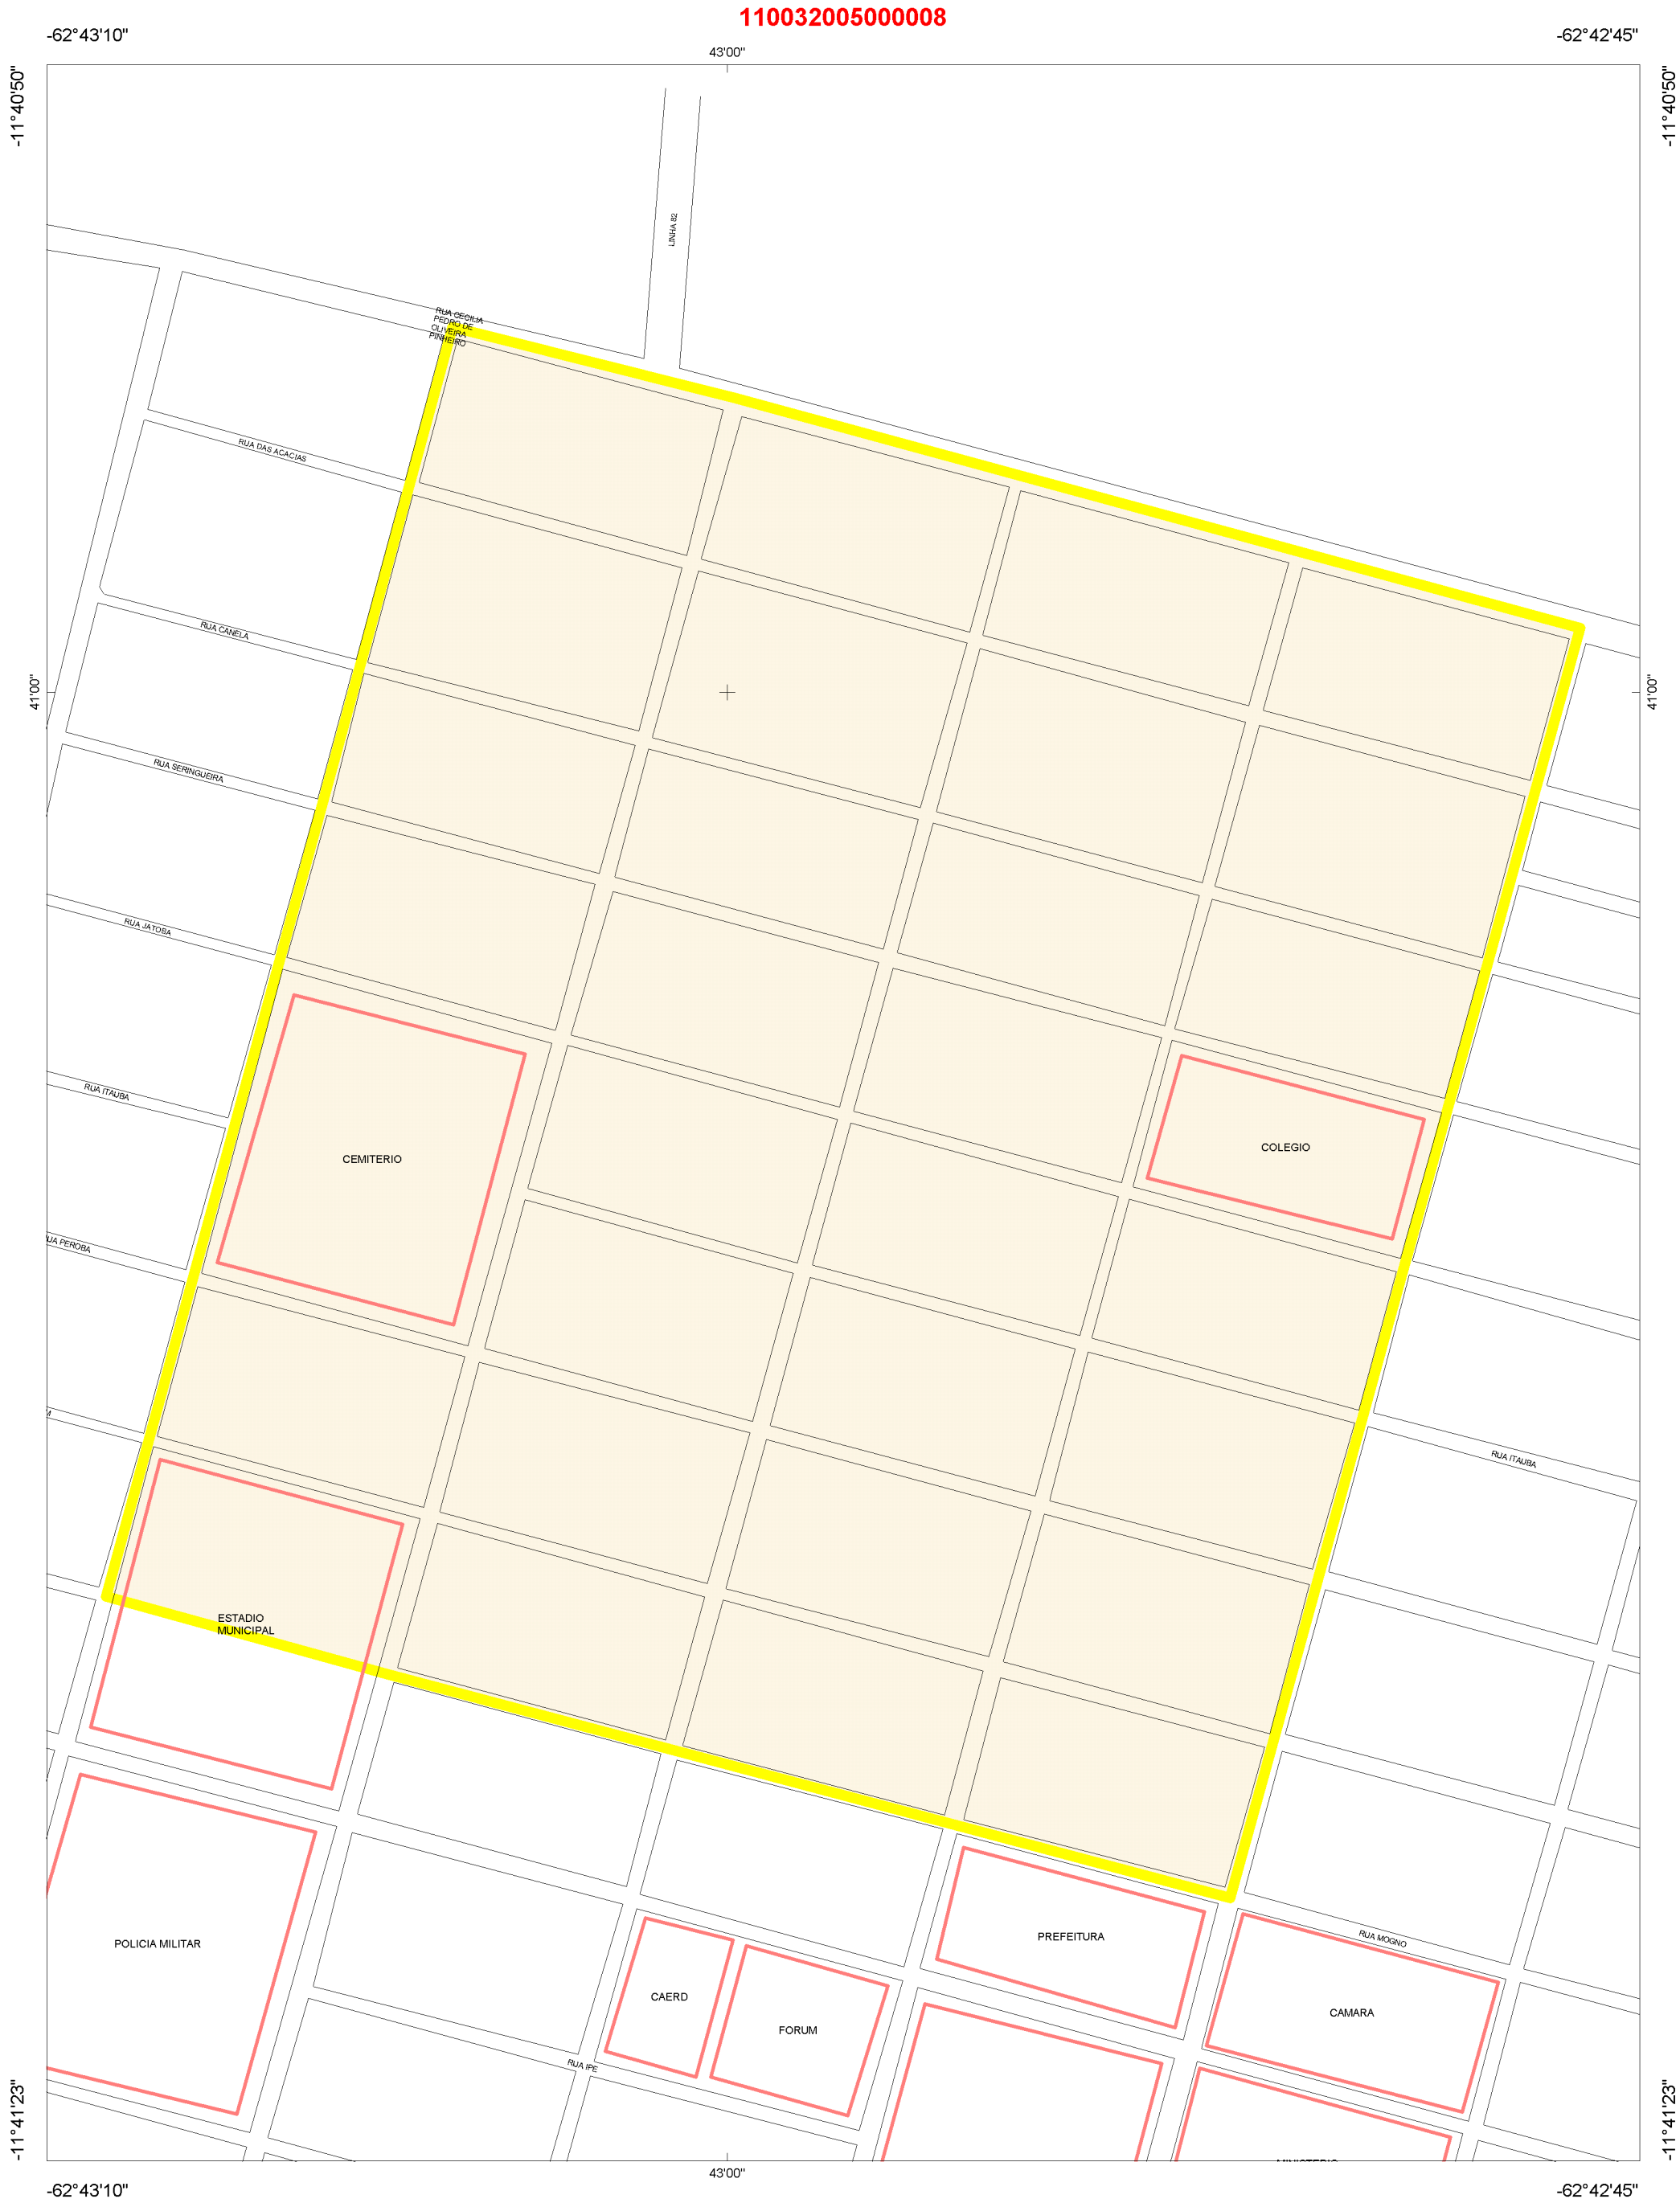 110032005000008
-62°43'10"
-62°42'45"
43'00"
-11°40'50"
-11°40'50"
LINHA 82
RUA CECILIA
PEDRO DE
OLIVEIRA
PINHEIRO
RUA DAS ACACIAS
RUA CANELA
41'00"
41'00"
RUA SERINGUEIRA
RUA JATOBA
RUA ITAUBA
CEMITERIO
COLEGIO
UA PEROBA
M
RUA ITAUBA
ESTADIO
MUNICIPAL
POLICIA MILITAR
PREFEITURA
RUA MOGNO
CAERD
FORUM
CAMARA
RUA IPE
-11°41'23"
-11°41'23"
43'00"
-62°43'10"
-62°42'45"